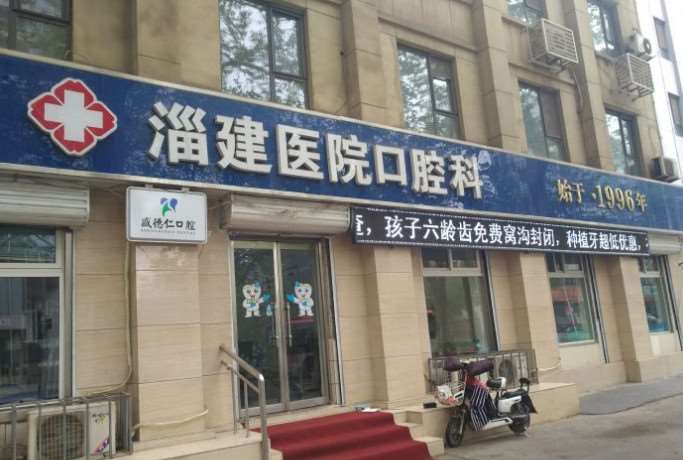 淄建医院口腔科
始于·1996年
盛德仁口腔
查，孩子六龄齿免费窝沟封闭，种植牙超低优惠，